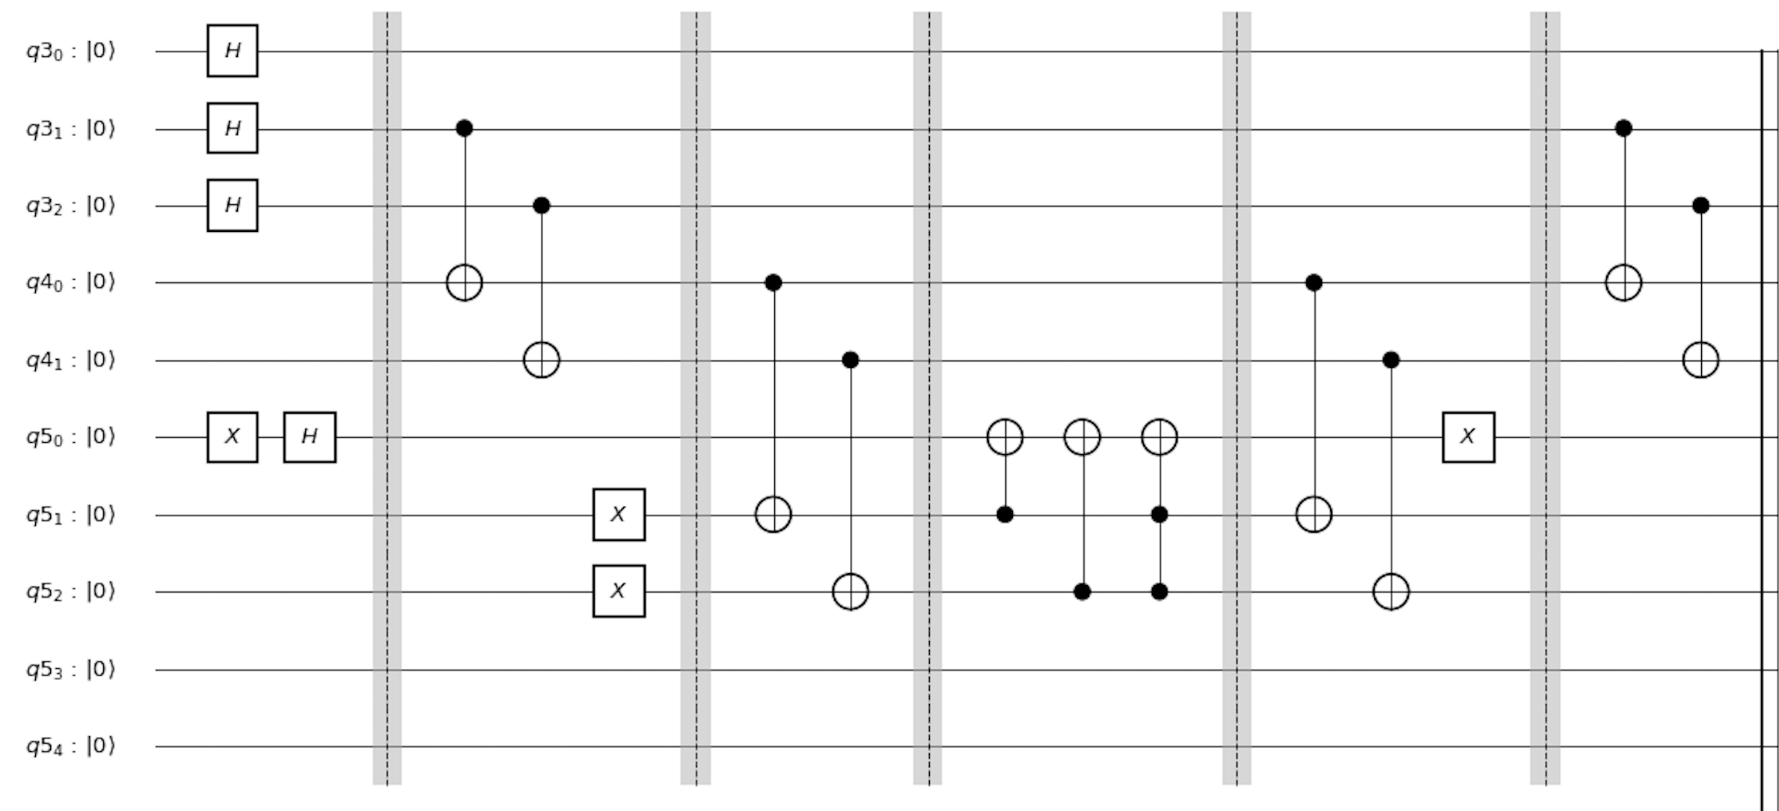 q3₀ : |0⟩ H
q3₁ : |0⟩ H
q3₂ : |0⟩ H
q4₀ : |0⟩
q4₁ : |0⟩
q5₀ : |0⟩ X H X
q5₁ : |0⟩ X
q5₂ : |0⟩ X
q5₃ : |0⟩
q5₄ : |0⟩